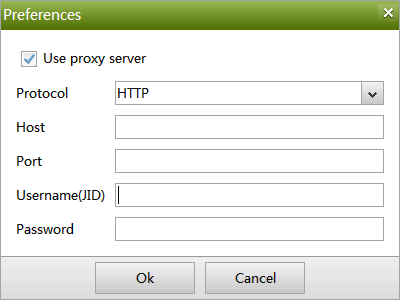 Preferences
Use proxy server
Protocol HTTP
Host
Port
Username(JID)
Password
Ok Cancel